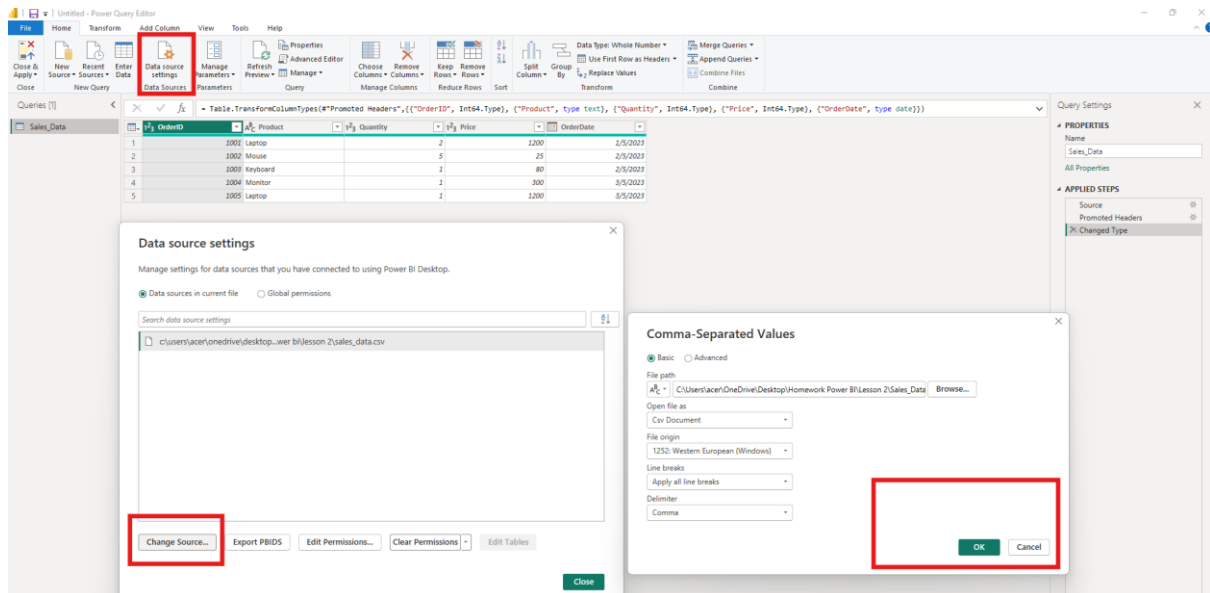 Untitled - Power Query Editor
File Home Transform Add Column View Tools Help
Close & Apply
New Source
Recent Sources
Enter Data
Data source settings
Manage Parameters
Refresh Preview
Properties
Advanced Editor
Manage
Choose Columns
Remove Columns
Keep Rows
Remove Rows
Split Column
Group By
Data Type: Whole Number
Use First Row as Headers
Replace Values
Merge Queries
Append Queries
Combine Files
Close New Query Data Sources Parameters Query Manage Columns Reduce Rows Sort Transform Combine
Queries [1]
Sales_Data
fx = Table.TransformColumnTypes(#"Promoted Headers",{{"OrderID", Int64.Type}, {"Product", type text}, {"Quantity", Int64.Type}, {"Price", Int64.Type}, {"OrderDate", type date}})
123 OrderID ABC Product 123 Quantity 123 Price OrderDate
1 1001 Laptop 2 1200 1/5/2023
2 1002 Mouse 5 25 2/5/2023
3 1003 Keyboard 1 80 2/5/2023
4 1004 Monitor 1 300 3/5/2023
5 1005 Laptop 1 1200 3/5/2023
Query Settings
PROPERTIES
Name
Sales_Data
All Properties
APPLIED STEPS
Source
Promoted Headers
Changed Type
Data source settings
Manage settings for data sources that you have connected to using Power BI Desktop.
Data sources in current file Global permissions
Search data source settings
c:\users\acer\onedrive\desktop...wer bi\lesson 2\sales_data.csv
Change Source... Export PBIDS Edit Permissions... Clear Permissions Edit Tables
Close
Comma-Separated Values
Basic Advanced
File path
ABC C:\Users\acer\OneDrive\Desktop\Homework Power BI\Lesson 2\Sales_Data Browse...
Open file as
Csv Document
File origin
1252: Western European (Windows)
Line breaks
Apply all line breaks
Delimiter
Comma
OK Cancel